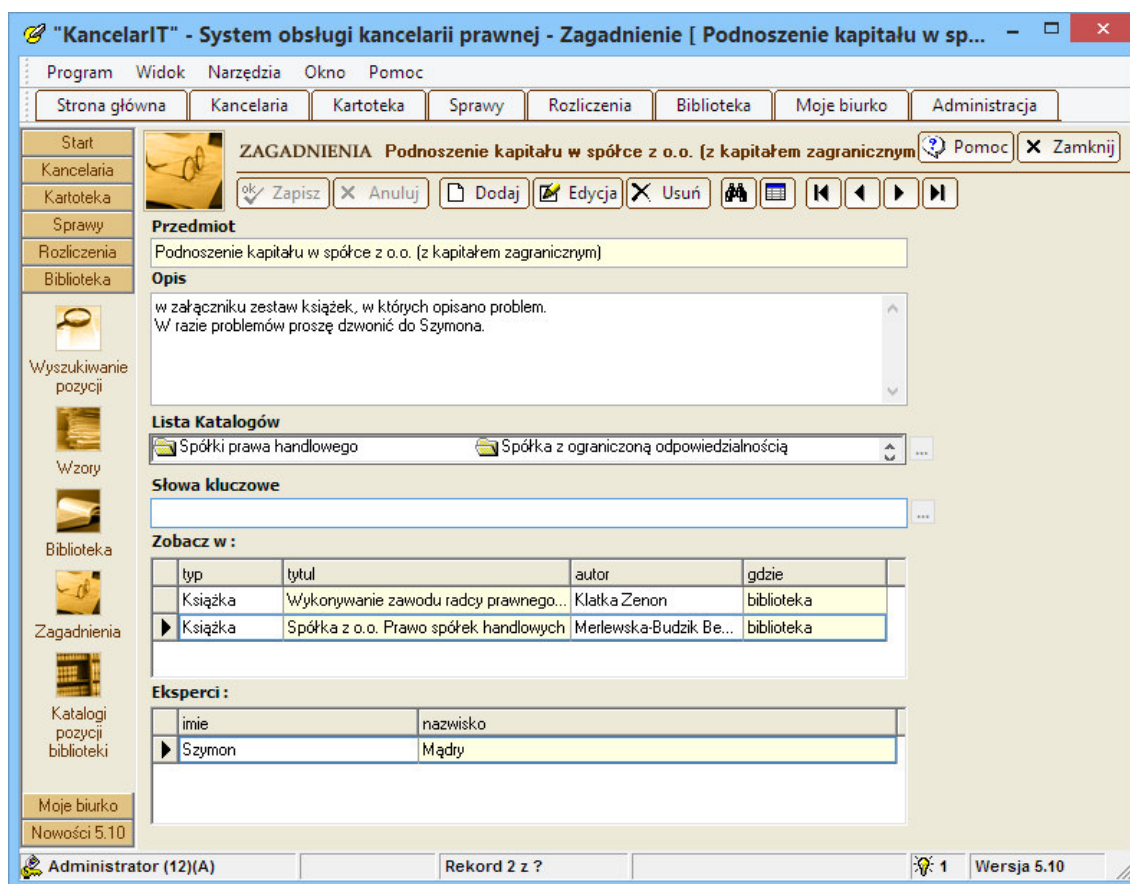 "KancelarIT" - System obsługi kancelarii prawnej - Zagadnienie [ Podnoszenie kapitału w sp...
Program Widok Narzędzia Okno Pomoc
Strona główna Kancelaria Kartoteka Sprawy Rozliczenia Biblioteka Moje biurko Administracja
Start
Kancelaria
Kartoteka
Sprawy
Rozliczenia
Biblioteka
Wyszukiwanie
pozycji
Wzory
Biblioteka
Zagadnienia
Katalogi
pozycji
biblioteki
Moje biurko
Nowości 5.10
ZAGADNIENIA Podnoszenie kapitału w spółce z o.o. (z kapitałem zagranicznym
Pomoc Zamknij
ok Zapisz Anuluj Dodaj Edycja Usuń
Przedmiot
Podnoszenie kapitału w spółce z o.o. (z kapitałem zagranicznym)
Opis
w załączniku zestaw książek, w których opisano problem.
W razie problemów proszę dzwonić do Szymona.
Lista Katalogów
Spółki prawa handlowego Spółka z ograniczoną odpowiedzialnością ...
Słowa kluczowe
...
Zobacz w :
typ tytul autor gdzie
Książka Wykonywanie zawodu radcy prawnego... Klatka Zenon biblioteka
Książka Spółka z o.o. Prawo spółek handlowych Merlewska-Budzik Be... biblioteka
Eksperci :
imie nazwisko
Szymon Mądry
Administrator (12)(A) Rekord 2 z ? 1 Wersja 5.10